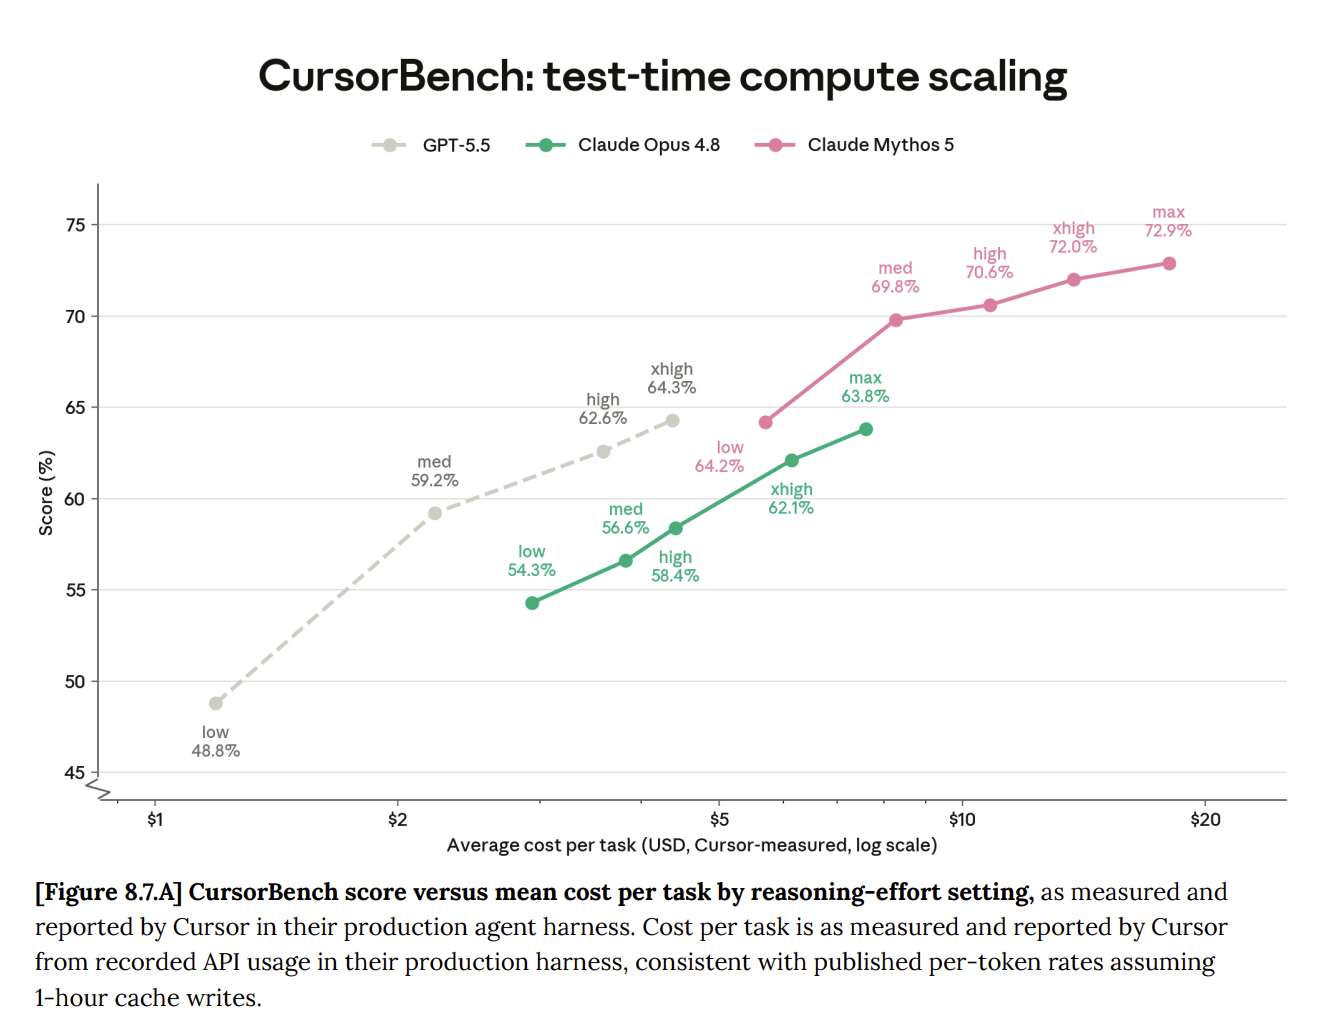 CursorBench: test-time compute scaling
GPT-5.5
Claude Opus 4.8
Claude Mythos 5
75
70
65
60
55
50
45
Score (%)
low
48.8%
med
59.2%
high
62.6%
xhigh
64.3%
low
54.3%
med
56.6%
high
58.4%
xhigh
62.1%
max
63.8%
low
64.2%
med
69.8%
high
70.6%
xhigh
72.0%
max
72.9%
$1
$2
$5
$10
$20
Average cost per task (USD, Cursor-measured, log scale)
[Figure 8.7.A] CursorBench score versus mean cost per task by reasoning-effort setting, as measured and
reported by Cursor in their production agent harness. Cost per task is as measured and reported by Cursor
from recorded API usage in their production harness, consistent with published per-token rates assuming
1-hour cache writes.